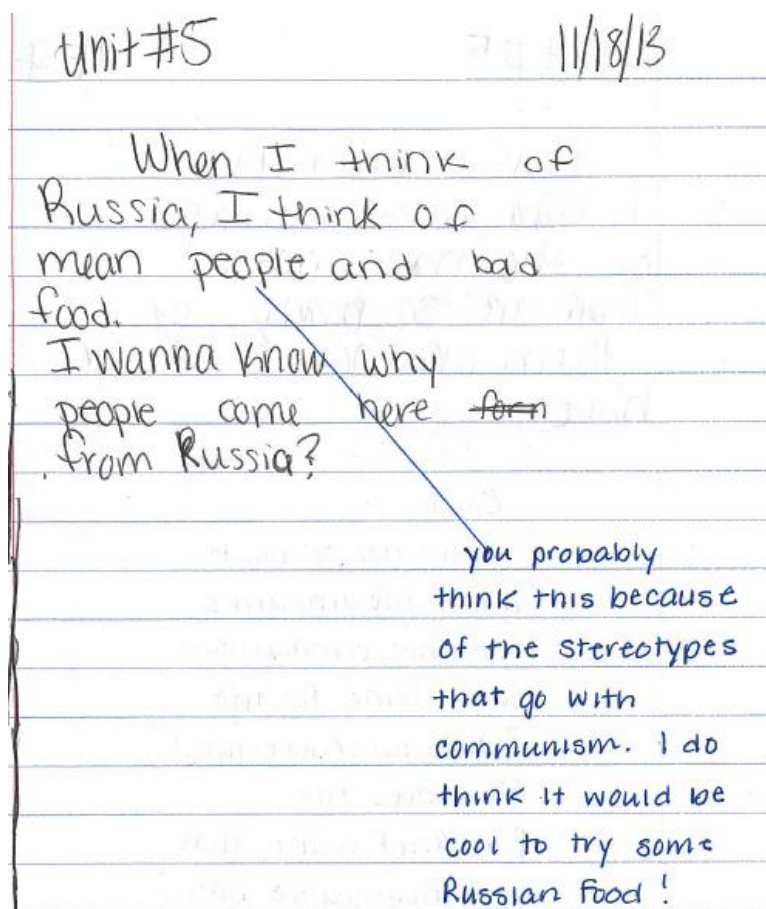 Unit #5 11/18/13
When I think of
Russia, I think of
mean people and bad
food.
I wanna know why
people come here
from Russia?
you probably
think this because
of the stereotypes
that go with
communism. I do
think it would be
cool to try some
Russian food!